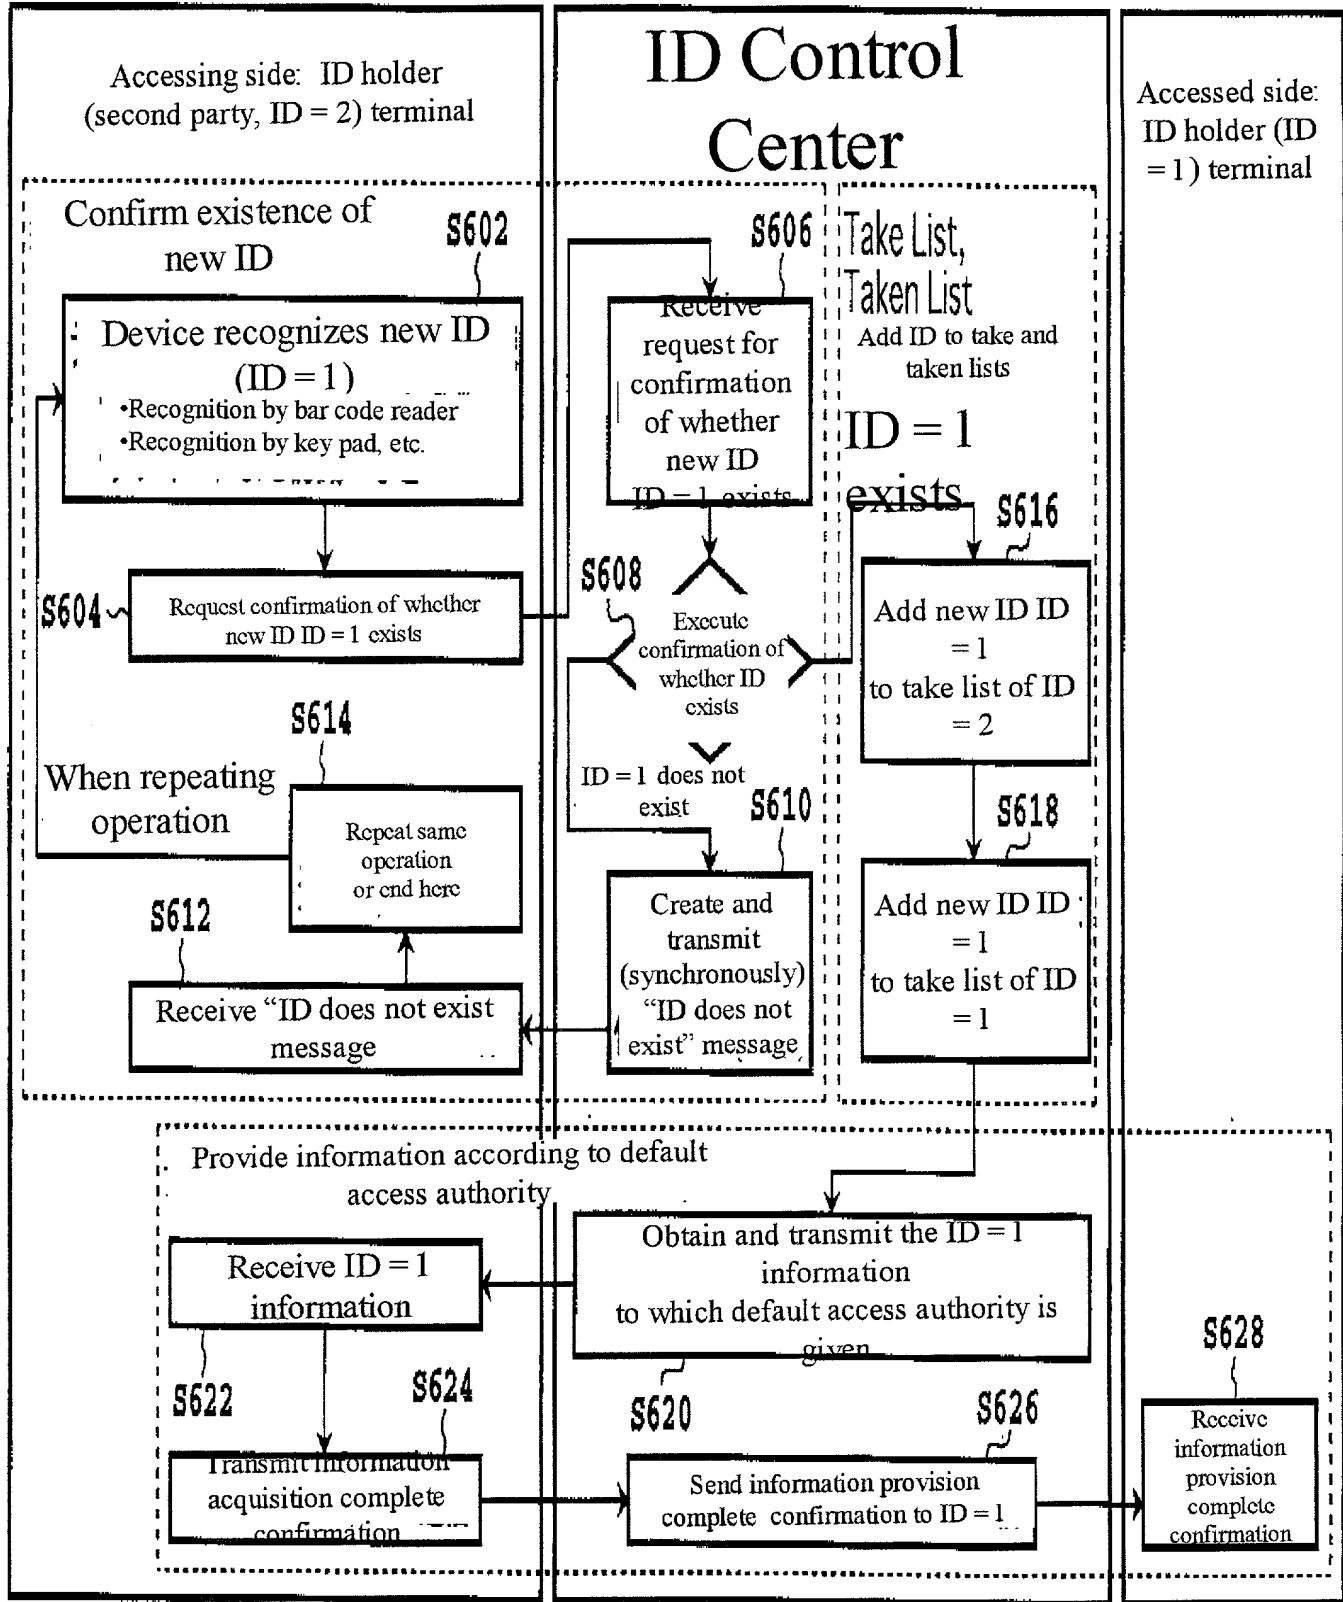 Accessing side: ID holder
(second party, ID = 2) terminal
ID Control
Center
Accessed side:
ID holder (ID
= 1) terminal
Confirm existence of
new ID
S602
Device recognizes new ID
(ID = 1)
•Recognition by bar code reader
•Recognition by key pad, etc.
S604
Request confirmation of whether
new ID ID = 1 exists
S606
Receive
request for
confirmation
of whether
new ID
ID = 1 exists
S608
Execute
confirmation of
whether ID
exists
ID = 1 does not
exist
S610
Create and
transmit
(synchronously)
“ID does not
exist” message
S612
Receive “ID does not exist
message
S614
Repeat same
operation
or end here
When repeating
operation
Take List,
Taken List
Add ID to take and
taken lists
ID = 1
exists
S616
Add new ID ID
= 1
to take list of ID
= 2
S618
Add new ID ID
= 1
to take list of ID
= 1
Provide information according to default
access authority
Obtain and transmit the ID = 1
information
to which default access authority is
given
S620
Receive ID = 1
information
S622
S624
Transmit information
acquisition complete
confirmation
S626
Send information provision
complete confirmation to ID = 1
S628
Receive
information
provision
complete
confirmation